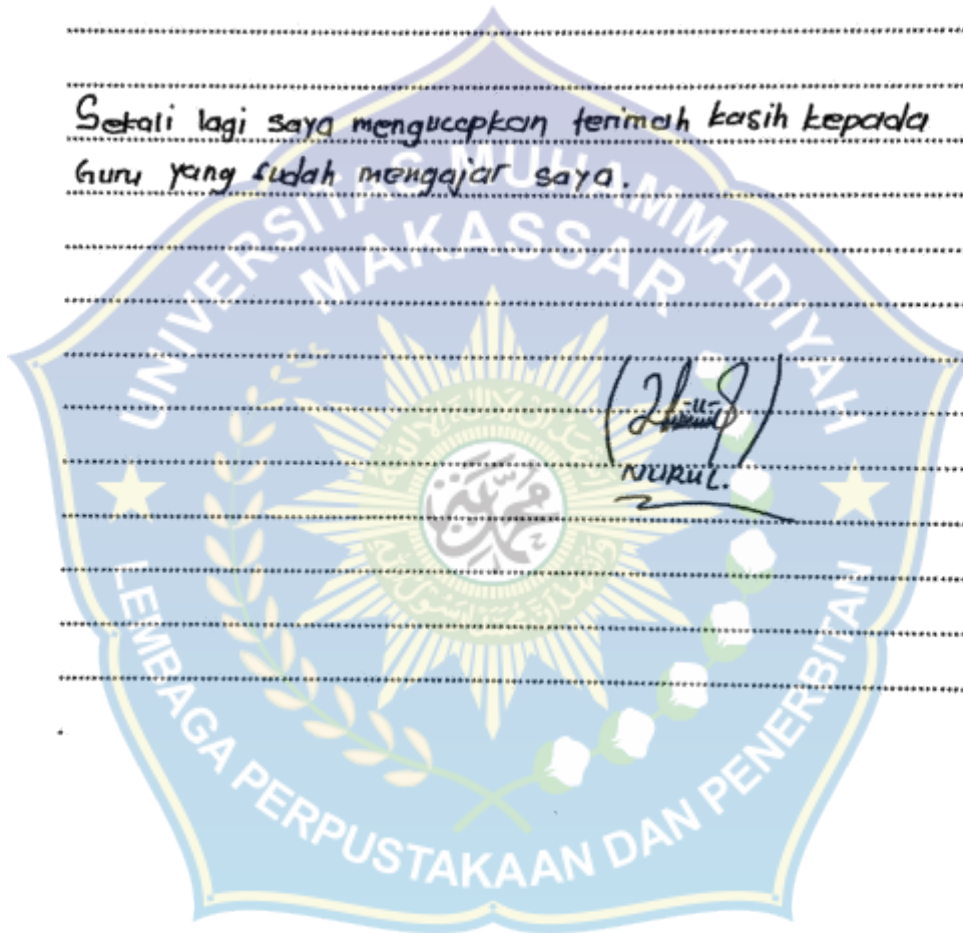 Sekali lagi saya mengucapkan terimah kasih kepada
Guru yang sudah mengajar saya.
UNIVERSITAS MUHAMMADIYAH
MAKASSAR
NURUL.
LEMBAGA PERPUSTAKAAN DAN PENERBITAN